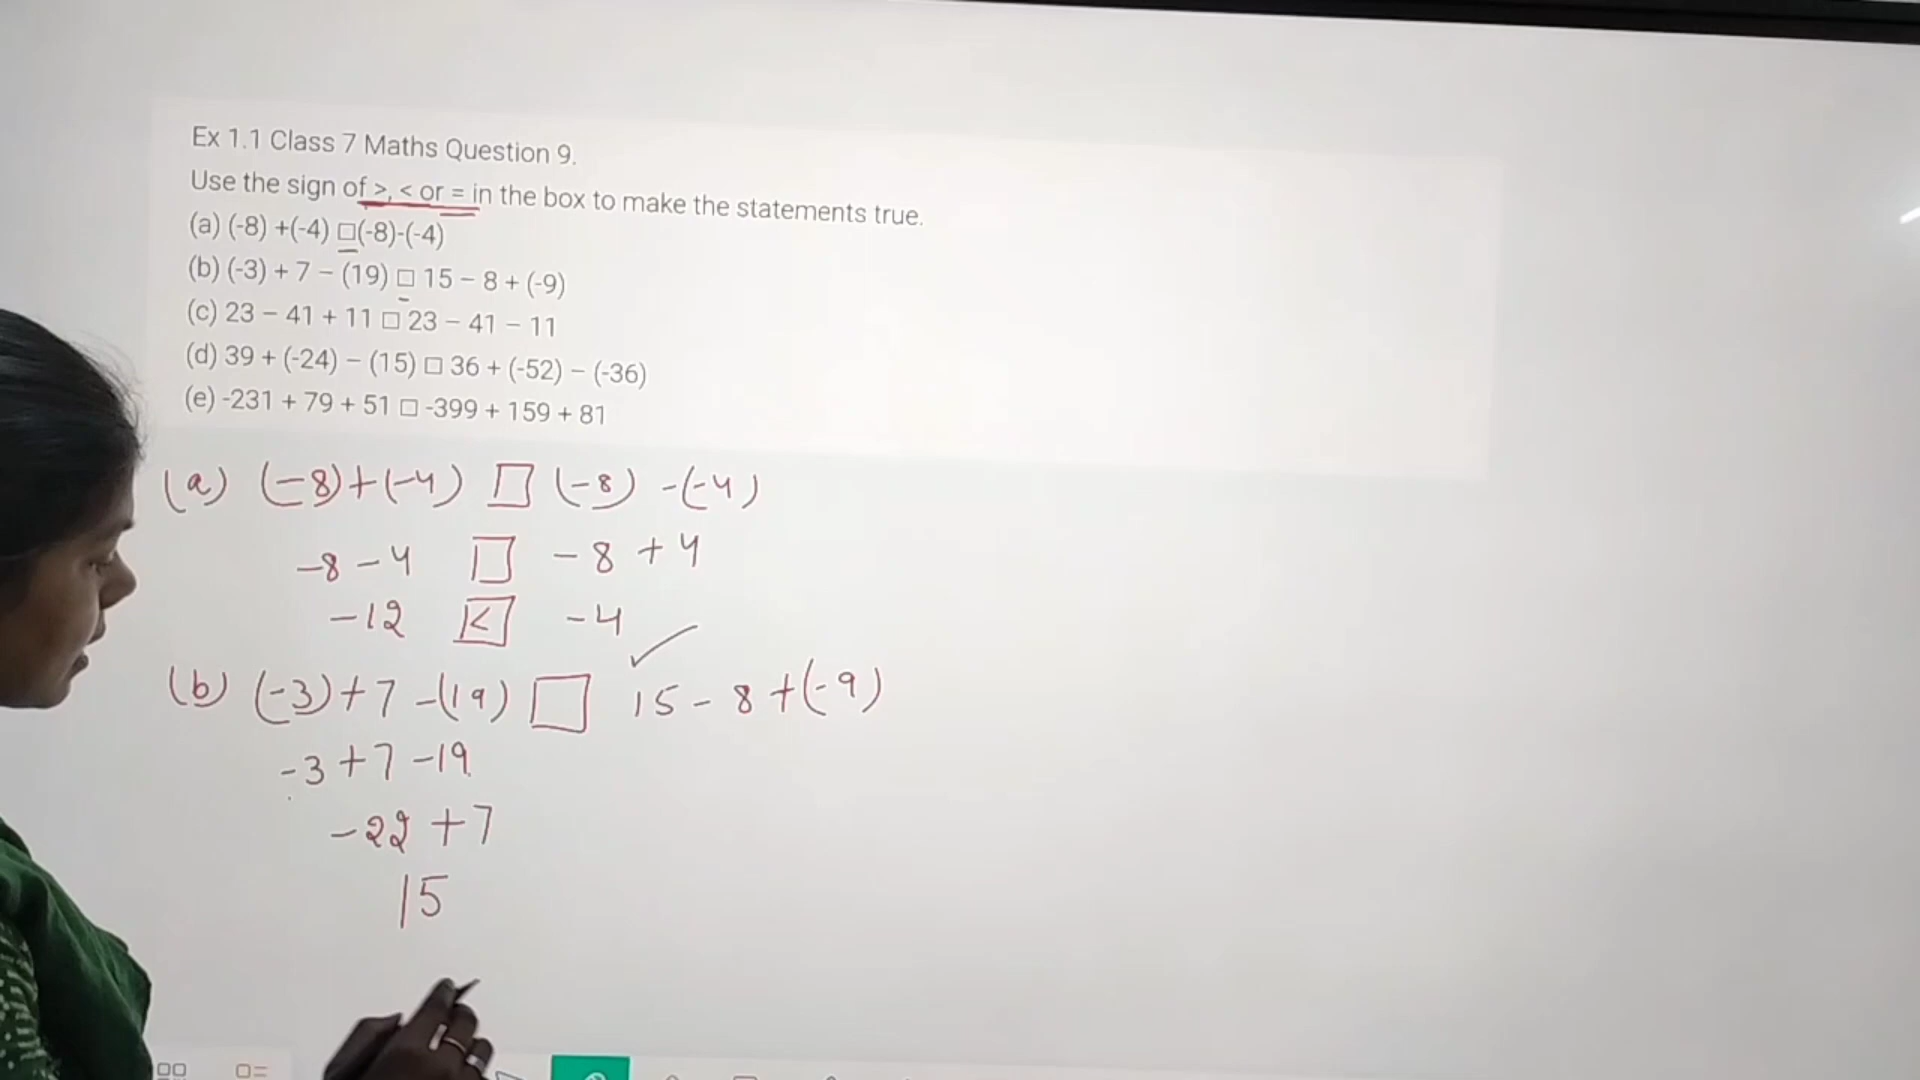 Ex 1.1 Class 7 Maths Question 9.
Use the sign of >, < or = in the box to make the statements true.
(a) (-8) +(-4) □(-8)-(-4)
(b) (-3) + 7 – (19) □ 15 – 8 + (-9)
(c) 23 – 41 + 11 □ 23 – 41 – 11
(d) 39 + (-24) – (15) □ 36 + (-52) – (-36)
(e) -231 + 79 + 51 □ -399 + 159 + 81
(a) (-8)+(-4) □ (-8) -(-4)
-8 -4 □ -8 +4
-12 < -4 ✓
(b) (-3)+7 -(19) □ 15 - 8 +(-9)
-3 +7 -19
-22 +7
15